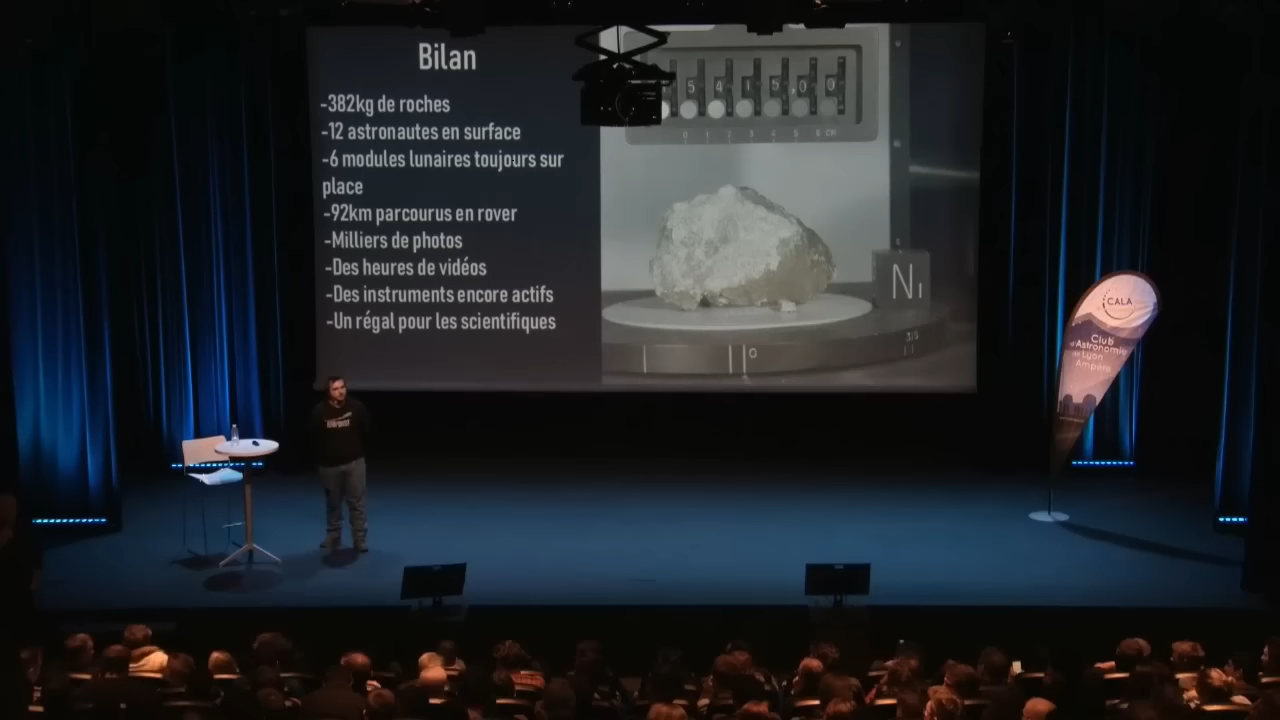 Bilan
-382kg de roches
-12 astronautes en surface
-6 modules lunaires toujours sur
place
-92km parcourus en rover
-Milliers de photos
-Des heures de vidéos
-Des instruments encore actifs
-Un régal pour les scientifiques
5 4 1 5, 0 0
0 1 2 3 4 5 6 CM
N
0
CALA
Club
d'Astronomie
de Lyon
Ampère